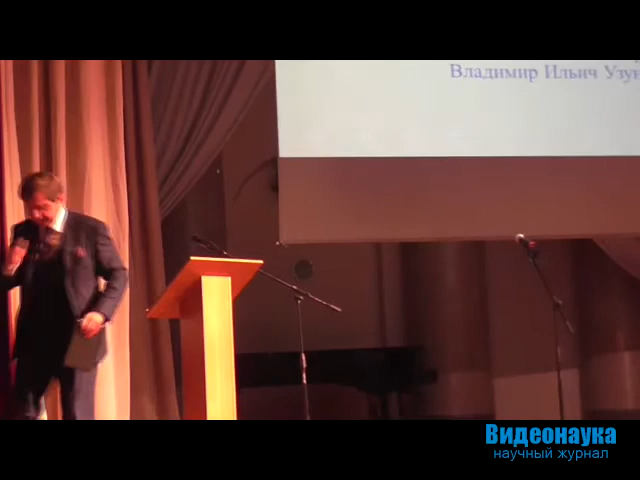 Владимир Ильич
Видеонаука
научный журнал